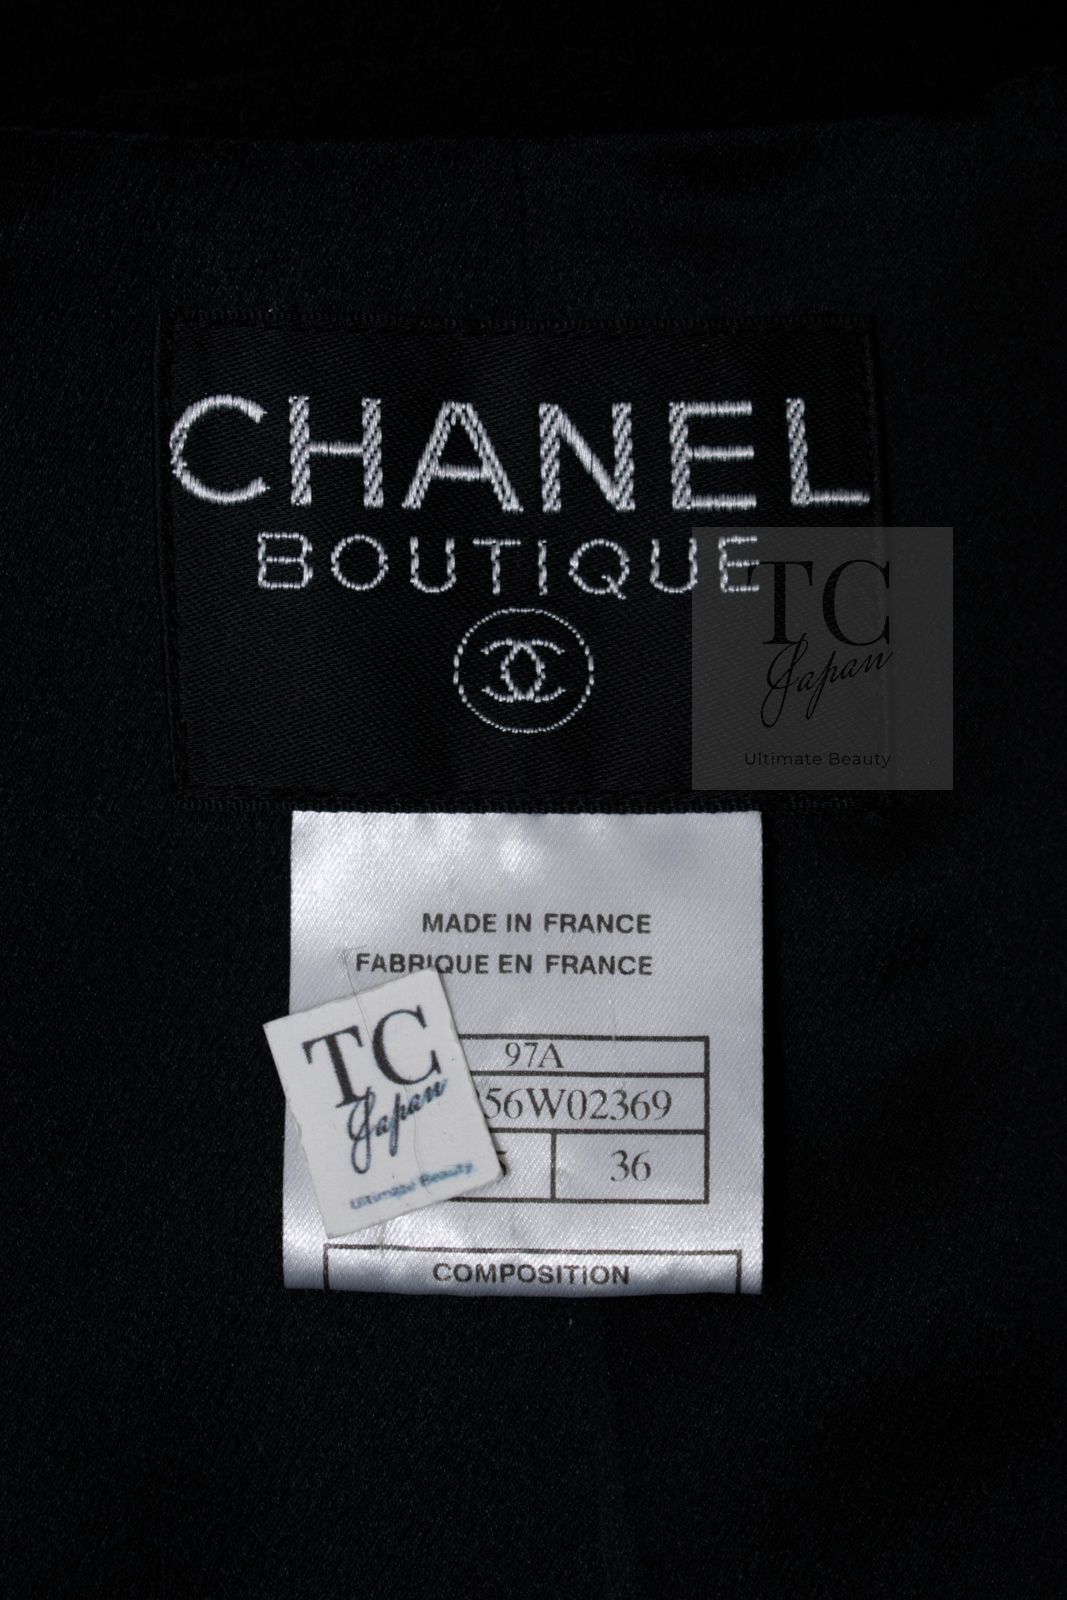 CHANEL
BOUTIQUE
TC
Japan
Ultimate Beauty
MADE IN FRANCE
FABRIQUE EN FRANCE
97A
56W02369
36
TC
Japan
Ultimate Beauty
COMPOSITION